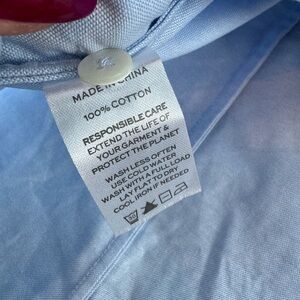 MADE IN CHINA
100% COTTON
RESPONSIBLE CARE
EXTEND THE LIFE OF
YOUR GARMENT &
PROTECT THE PLANET
WASH LESS OFTEN
USE COLD WATER
WASH WITH A FULL LOAD
LAY FLAT TO DRY
COOL IRON IF NEEDED
30